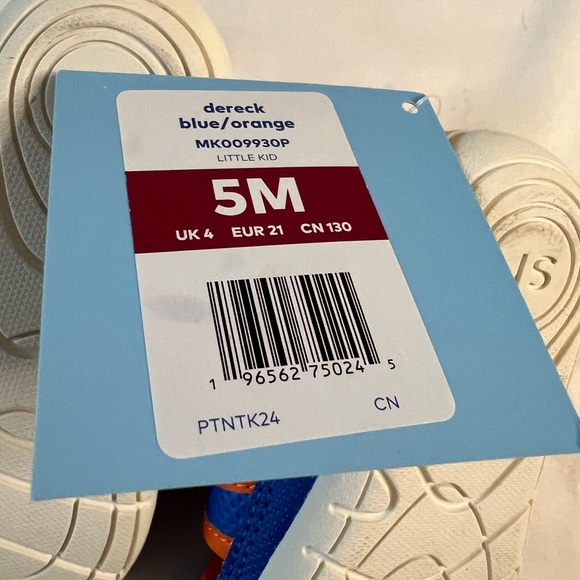 dereck
blue/orange
MK009930P
LITTLE KID
5M
UK 4 EUR 21 CN 130
1 96562 75024 5
PTNTK24 CN